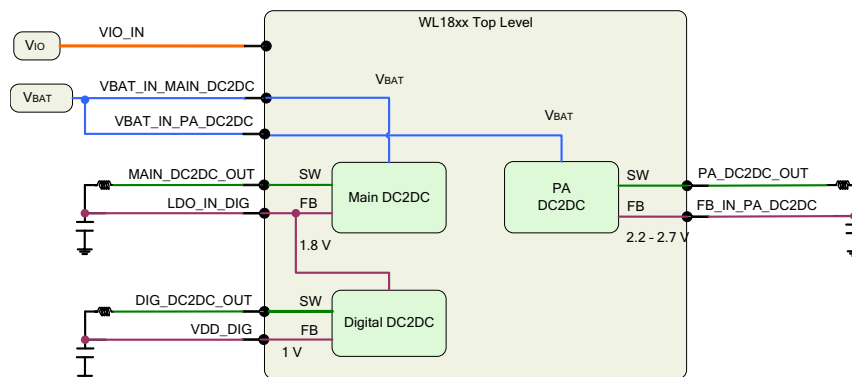 WL18xx Top Level
VIO
VIO_IN
VBAT
VBAT_IN_MAIN_DC2DC
VBAT
VBAT_IN_PA_DC2DC
VBAT
MAIN_DC2DC_OUT
SW
Main DC2DC
LDO_IN_DIG
FB
1.8 V
PA
DC2DC
SW
PA_DC2DC_OUT
FB
FB_IN_PA_DC2DC
2.2 - 2.7 V
DIG_DC2DC_OUT
SW
Digital DC2DC
VDD_DIG
FB
1 V